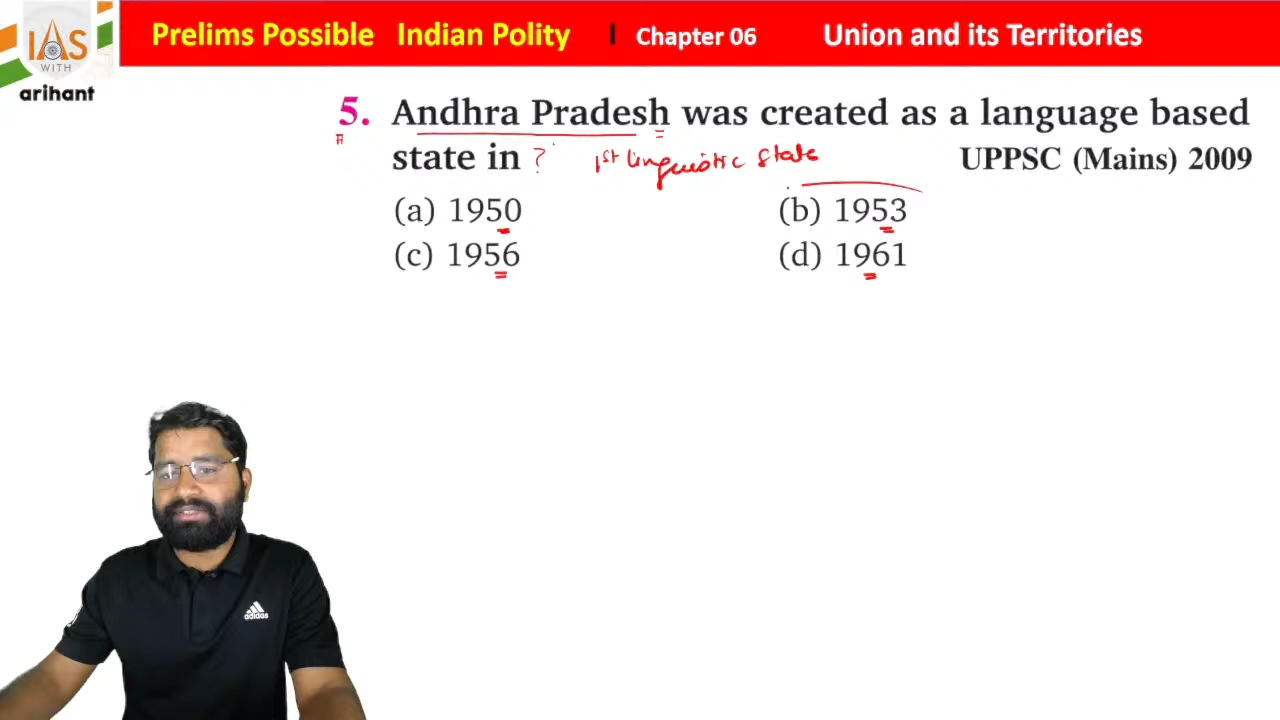 IAS
WITH
arihant
Prelims Possible Indian Polity | Chapter 06 Union and its Territories
5. Andhra Pradesh was created as a language based
state in ? 1st linguistic state UPPSC (Mains) 2009
(a) 1950 (b) 1953
(c) 1956 (d) 1961
adidas